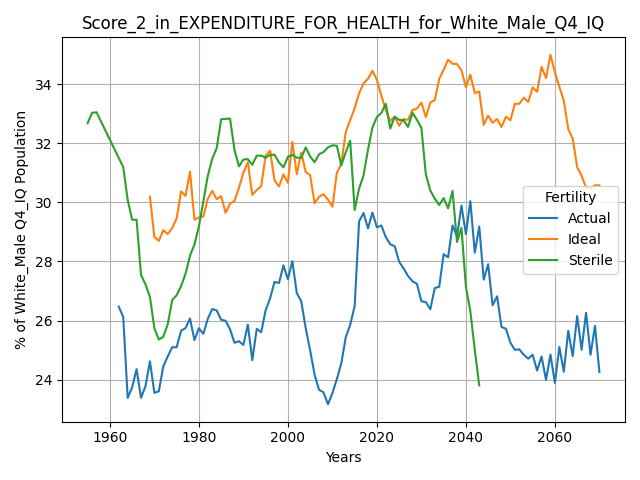 Score_2_in_EXPENDITURE_FOR_HEALTH_for_White_Male_Q4_IQ
% of White_Male Q4_IQ Population
34
32
30
28
26
24
Fertility
Actual
Ideal
Sterile
1960 1980 2000 2020 2040 2060
Years